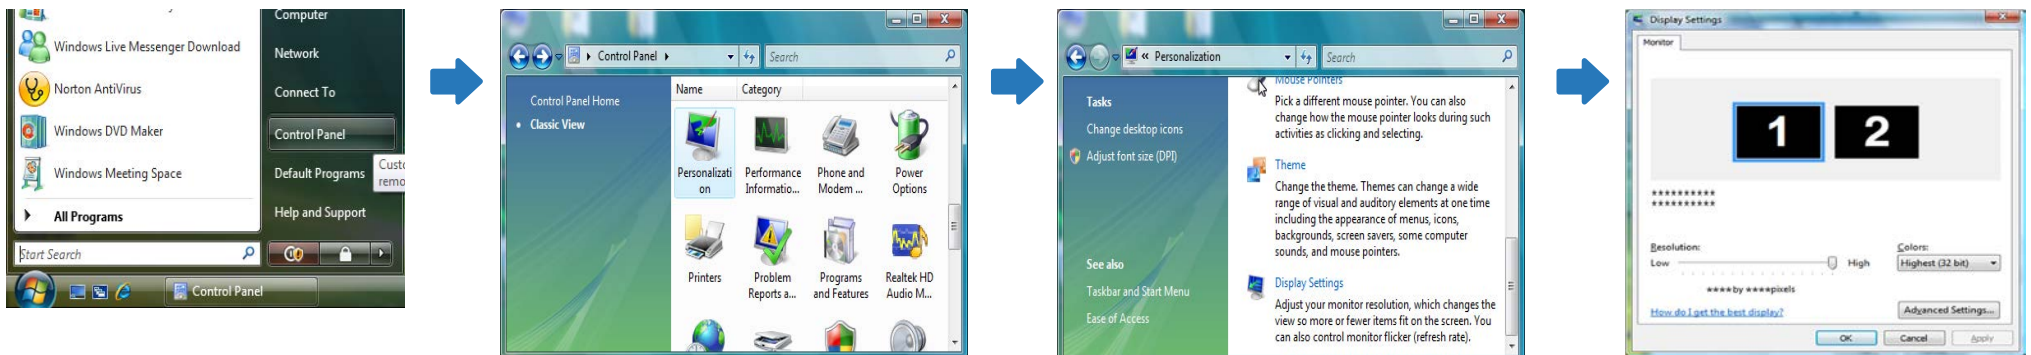 Computer
Windows Live Messenger Download
Network
Norton AntiVirus
Connect To
Windows DVD Maker
Control Panel
Windows Meeting Space
Default Programs
Custo
remo
All Programs
Help and Support
Start Search
Control Panel
Control Panel
Search
Control Panel Home
Classic View
Name
Category
Personalizati
on
Performance
Informatio...
Phone and
Modem ...
Power
Options
Printers
Problem
Reports a...
Programs
and Features
Realtek HD
Audio M...
« Personalization
Search
Tasks
Change desktop icons
Adjust font size (DPI)
See also
Taskbar and Start Menu
Ease of Access
Mouse Pointers
Pick a different mouse pointer. You can also
change how the mouse pointer looks during such
activities as clicking and selecting.
Theme
Change the theme. Themes can change a wide
range of visual and auditory elements at one time
including the appearance of menus, icons,
backgrounds, screen savers, some computer
sounds, and mouse pointers.
Display Settings
Adjust your monitor resolution, which changes the
view so more or fewer items fit on the screen. You
can also control monitor flicker (refresh rate).
Display Settings
Monitor
1 2
**********
**********
Resolution:
Low High
****by ****pixels
Colors:
Highest (32 bit)
How do I get the best display?
Advanced Settings...
OK Cancel Apply